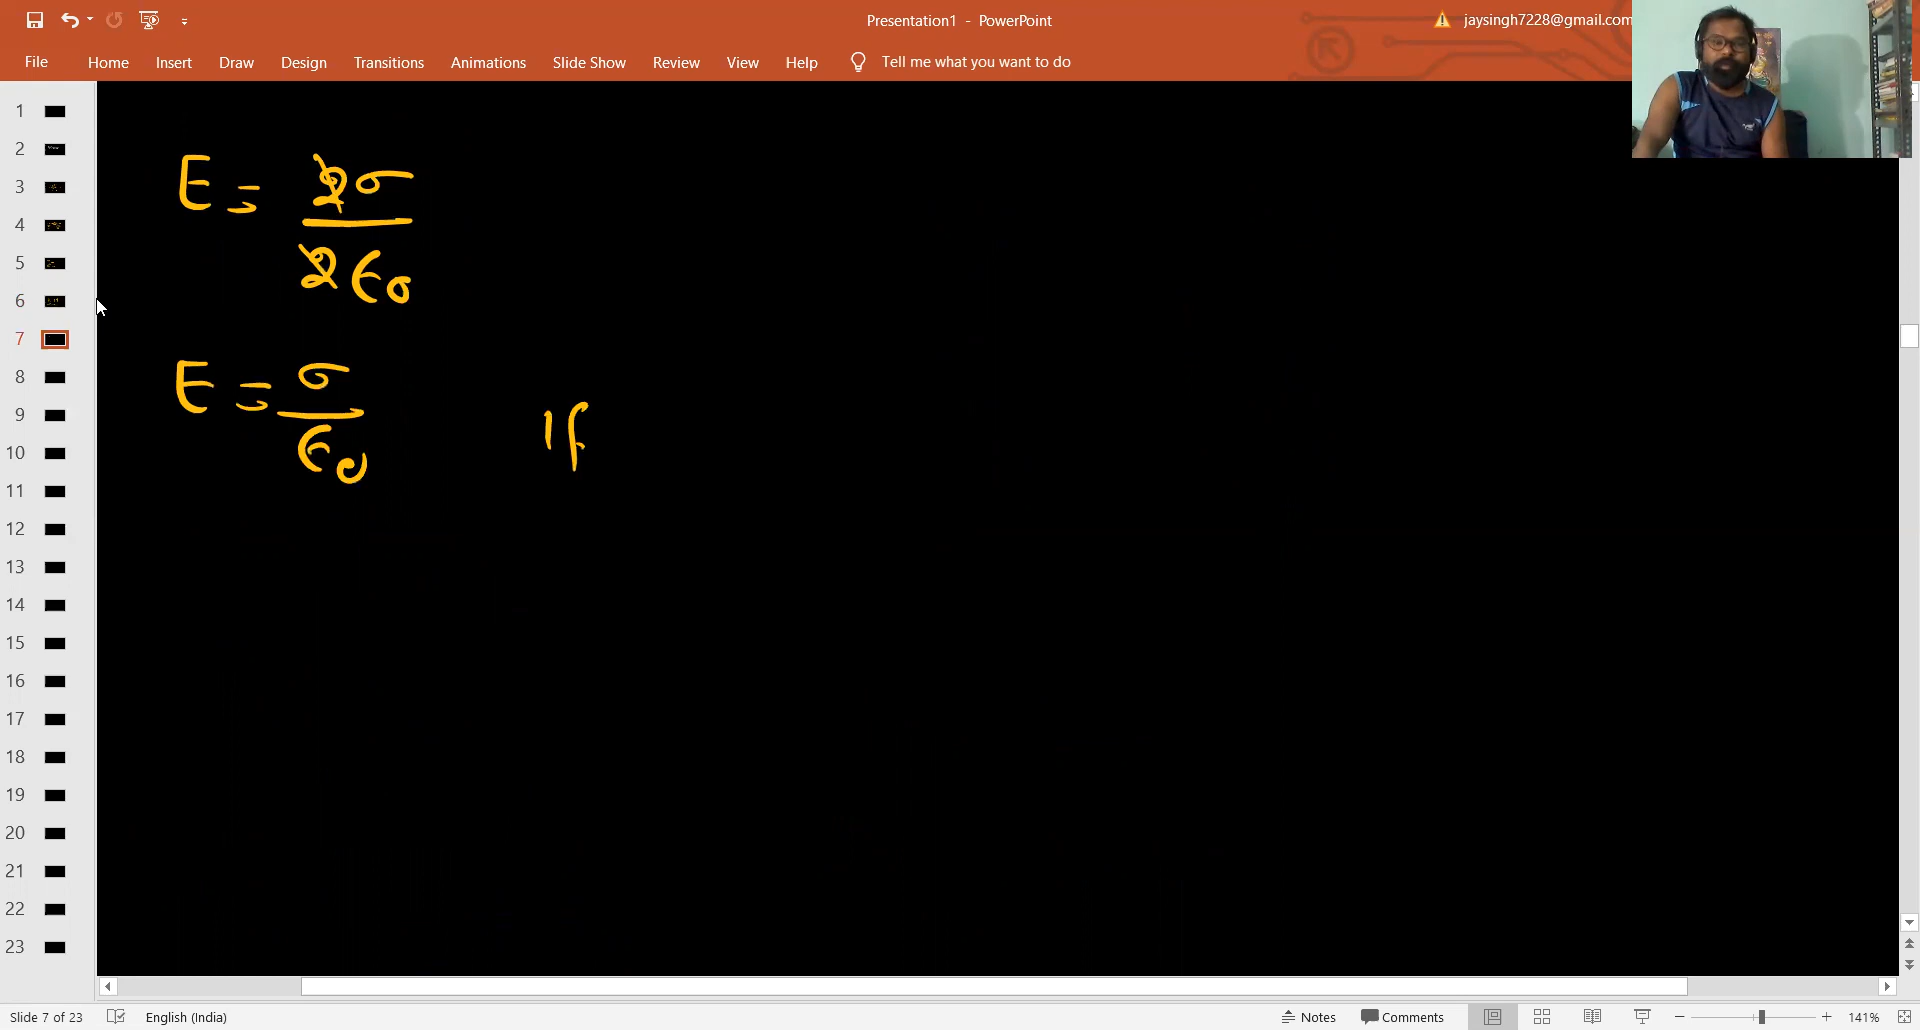 Presentation1 - PowerPoint
jaysingh7228@gmail.com
File Home Insert Draw Design Transitions Animations Slide Show Review View Help Tell me what you want to do
1
2
3
4
5
6
7
8
9
10
11
12
13
14
15
16
17
18
19
20
21
22
23
E = 2σ
2ϵ₀
E = σ
ϵ₀
If
Slide 7 of 23 English (India) Notes Comments 141%